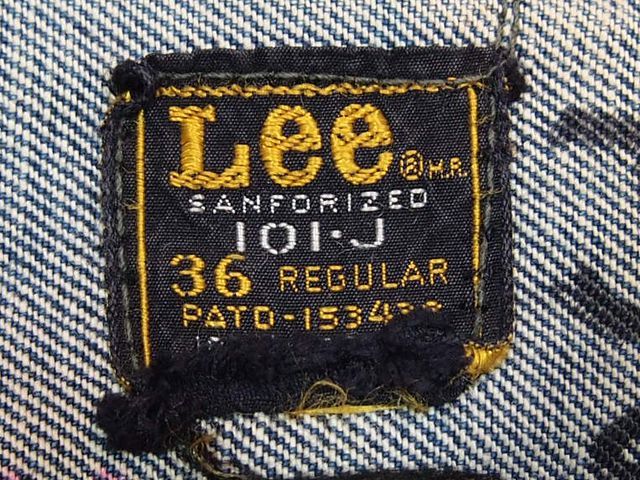 Lee ® M.R.
SANFORIZED
101-J
36 REGULAR